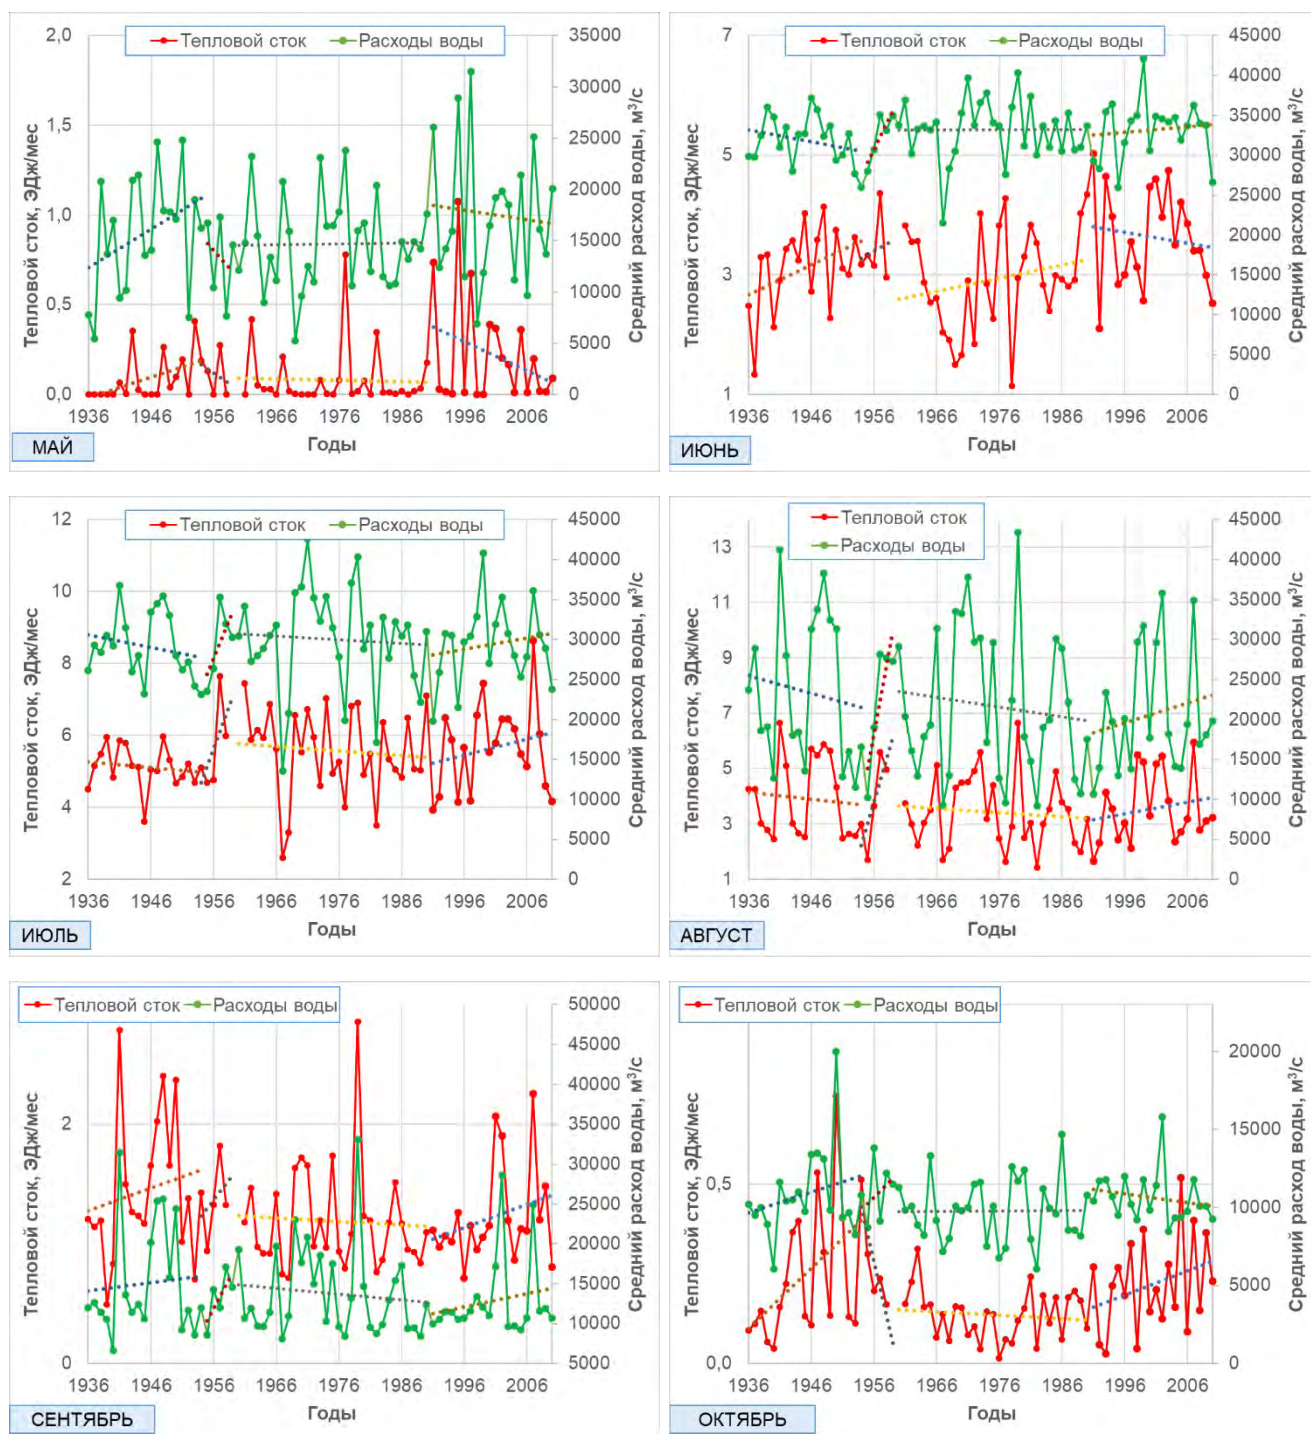 Тепловой сток Расходы воды
Тепловой сток, ЭДж/мес
2,0
1,5
1,0
0,5
0,0
35000
30000
25000
20000
15000
10000
5000
0
Средний расход воды, м³/с
1936 1946 1956 1966 1976 1986 1996 2006
Годы
МАЙ
Тепловой сток Расходы воды
Тепловой сток, ЭДж/мес
7
5
3
1
45000
40000
35000
30000
25000
20000
15000
10000
5000
0
Средний расход воды, м³/с
1936 1946 1956 1966 1976 1986 1996 2006
Годы
ИЮНЬ
Тепловой сток Расходы воды
Тепловой сток, ЭДж/мес
12
10
8
6
4
2
45000
40000
35000
30000
25000
20000
15000
10000
5000
0
Средний расход воды, м³/с
1936 1946 1956 1966 1976 1986 1996 2006
Годы
ИЮЛЬ
Тепловой сток
Расходы воды
Тепловой сток, ЭДж/мес
13
11
9
7
5
3
1
45000
40000
35000
30000
25000
20000
15000
10000
5000
0
Средний расход воды, м³/с
1936 1946 1956 1966 1976 1986 1996 2006
Годы
АВГУСТ
Тепловой сток Расходы воды
Тепловой сток, ЭДж/мес
2
0
50000
45000
40000
35000
30000
25000
20000
15000
10000
5000
Средний расход воды, м³/с
1936 1946 1956 1966 1976 1986 1996 2006
Годы
СЕНТЯБРЬ
Тепловой сток Расходы воды
Тепловой сток, ЭДж/мес
0,5
0,0
20000
15000
10000
5000
0
Средний расход воды, м³/с
1936 1946 1956 1966 1976 1986 1996 2006
Годы
ОКТЯБРЬ